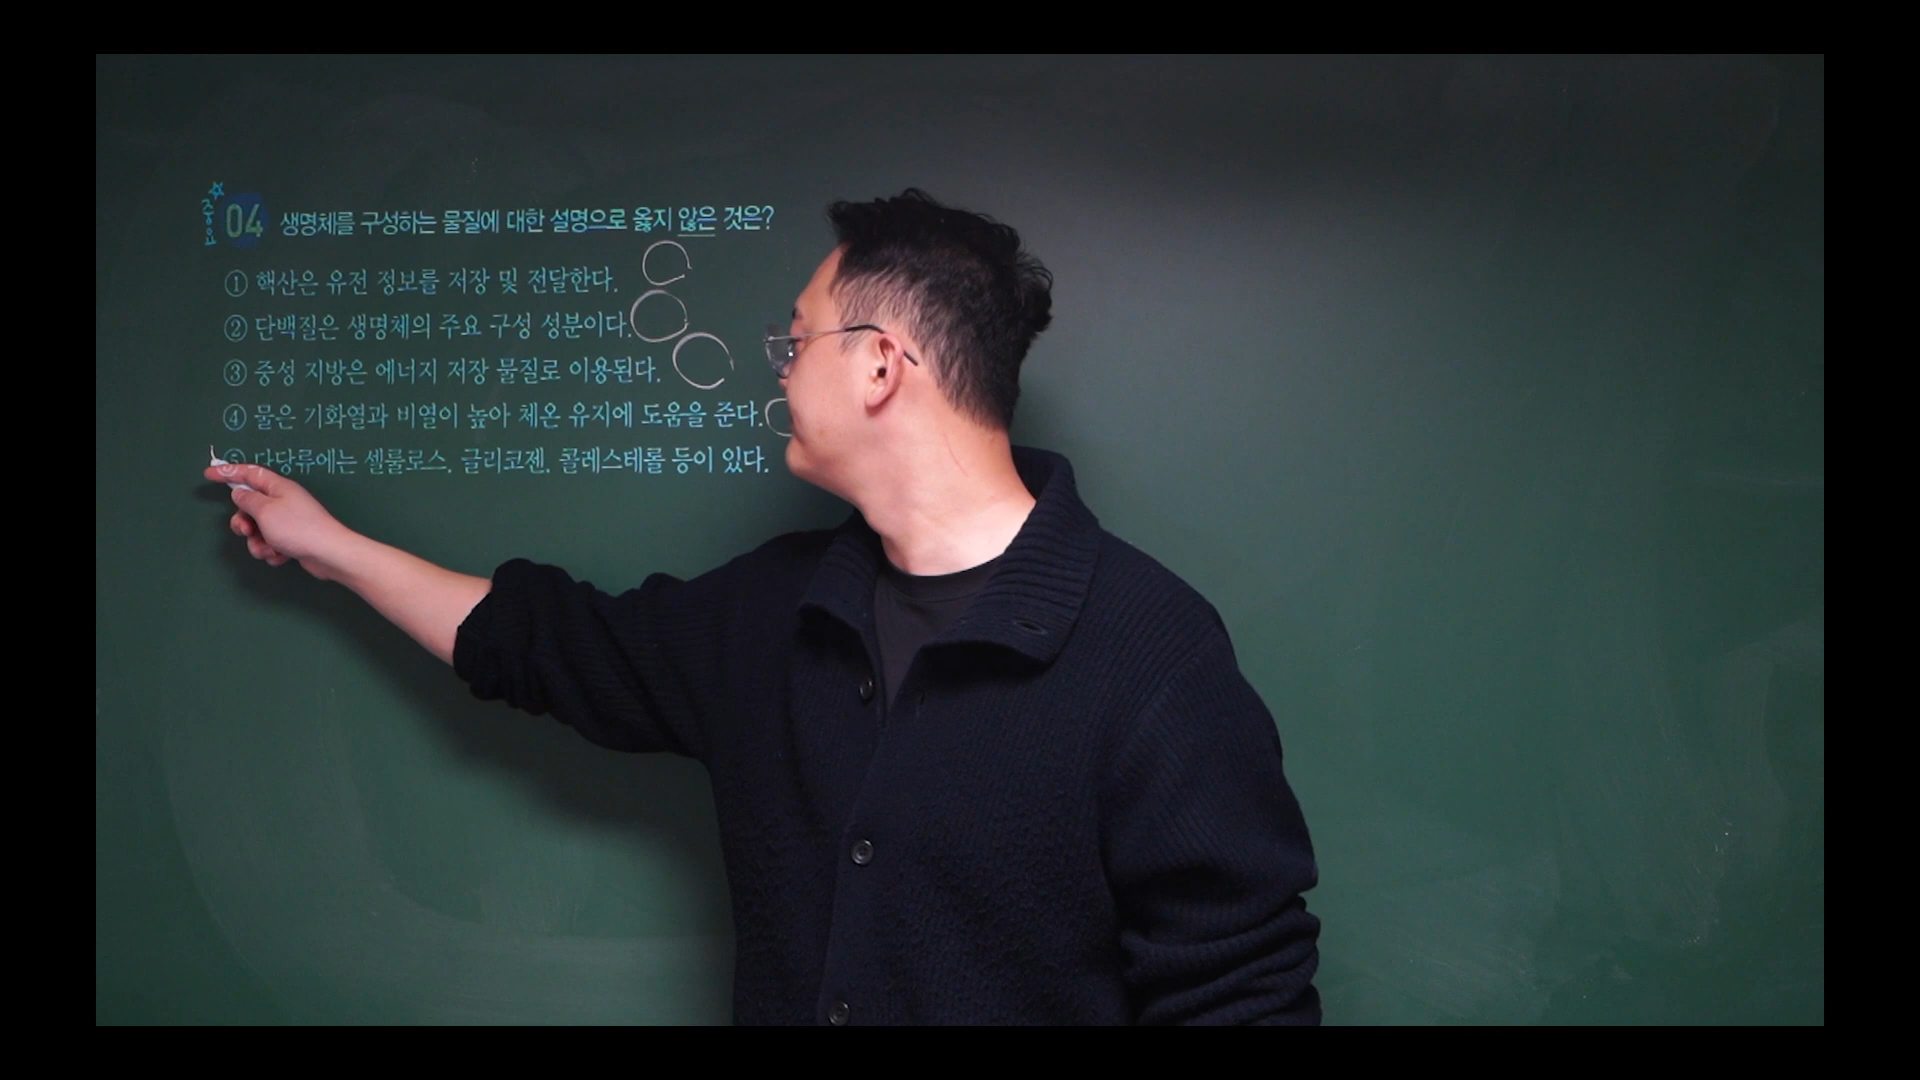 중요
04 생명체를 구성하는 물질에 대한 설명으로 옳지 않은 것은?
① 핵산은 유전 정보를 저장 및 전달한다.
② 단백질은 생명체의 주요 구성 성분이다.
③ 중성 지방은 에너지 저장 물질로 이용된다.
④ 물은 기화열과 비열이 높아 체온 유지에 도움을 준다.
⑤ 다당류에는 셀룰로스, 글리코젠, 콜레스테롤 등이 있다.